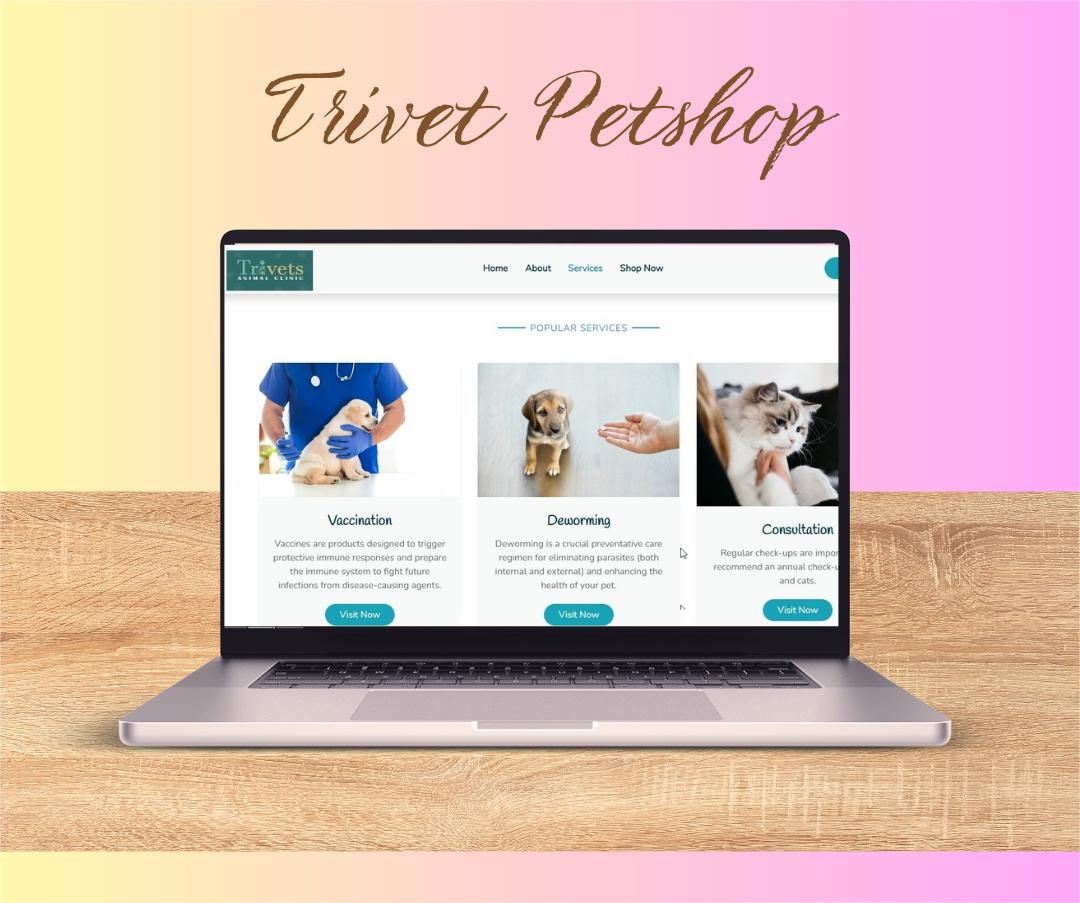 Trivet Petshop
Trivets
ANIMAL CLINIC
Home About Services Shop Now
POPULAR SERVICES
Vaccination
Vaccines are products designed to trigger
protective immune responses and prepare
the immune system to fight future
infections from disease-causing agents.
Visit Now
Deworming
Deworming is a crucial preventative care
regimen for eliminating parasites (both
internal and external) and enhancing the
health of your pet.
Visit Now
Consultation
Regular check-ups are impor
recommend an annual check-u
and cats.
Visit Now